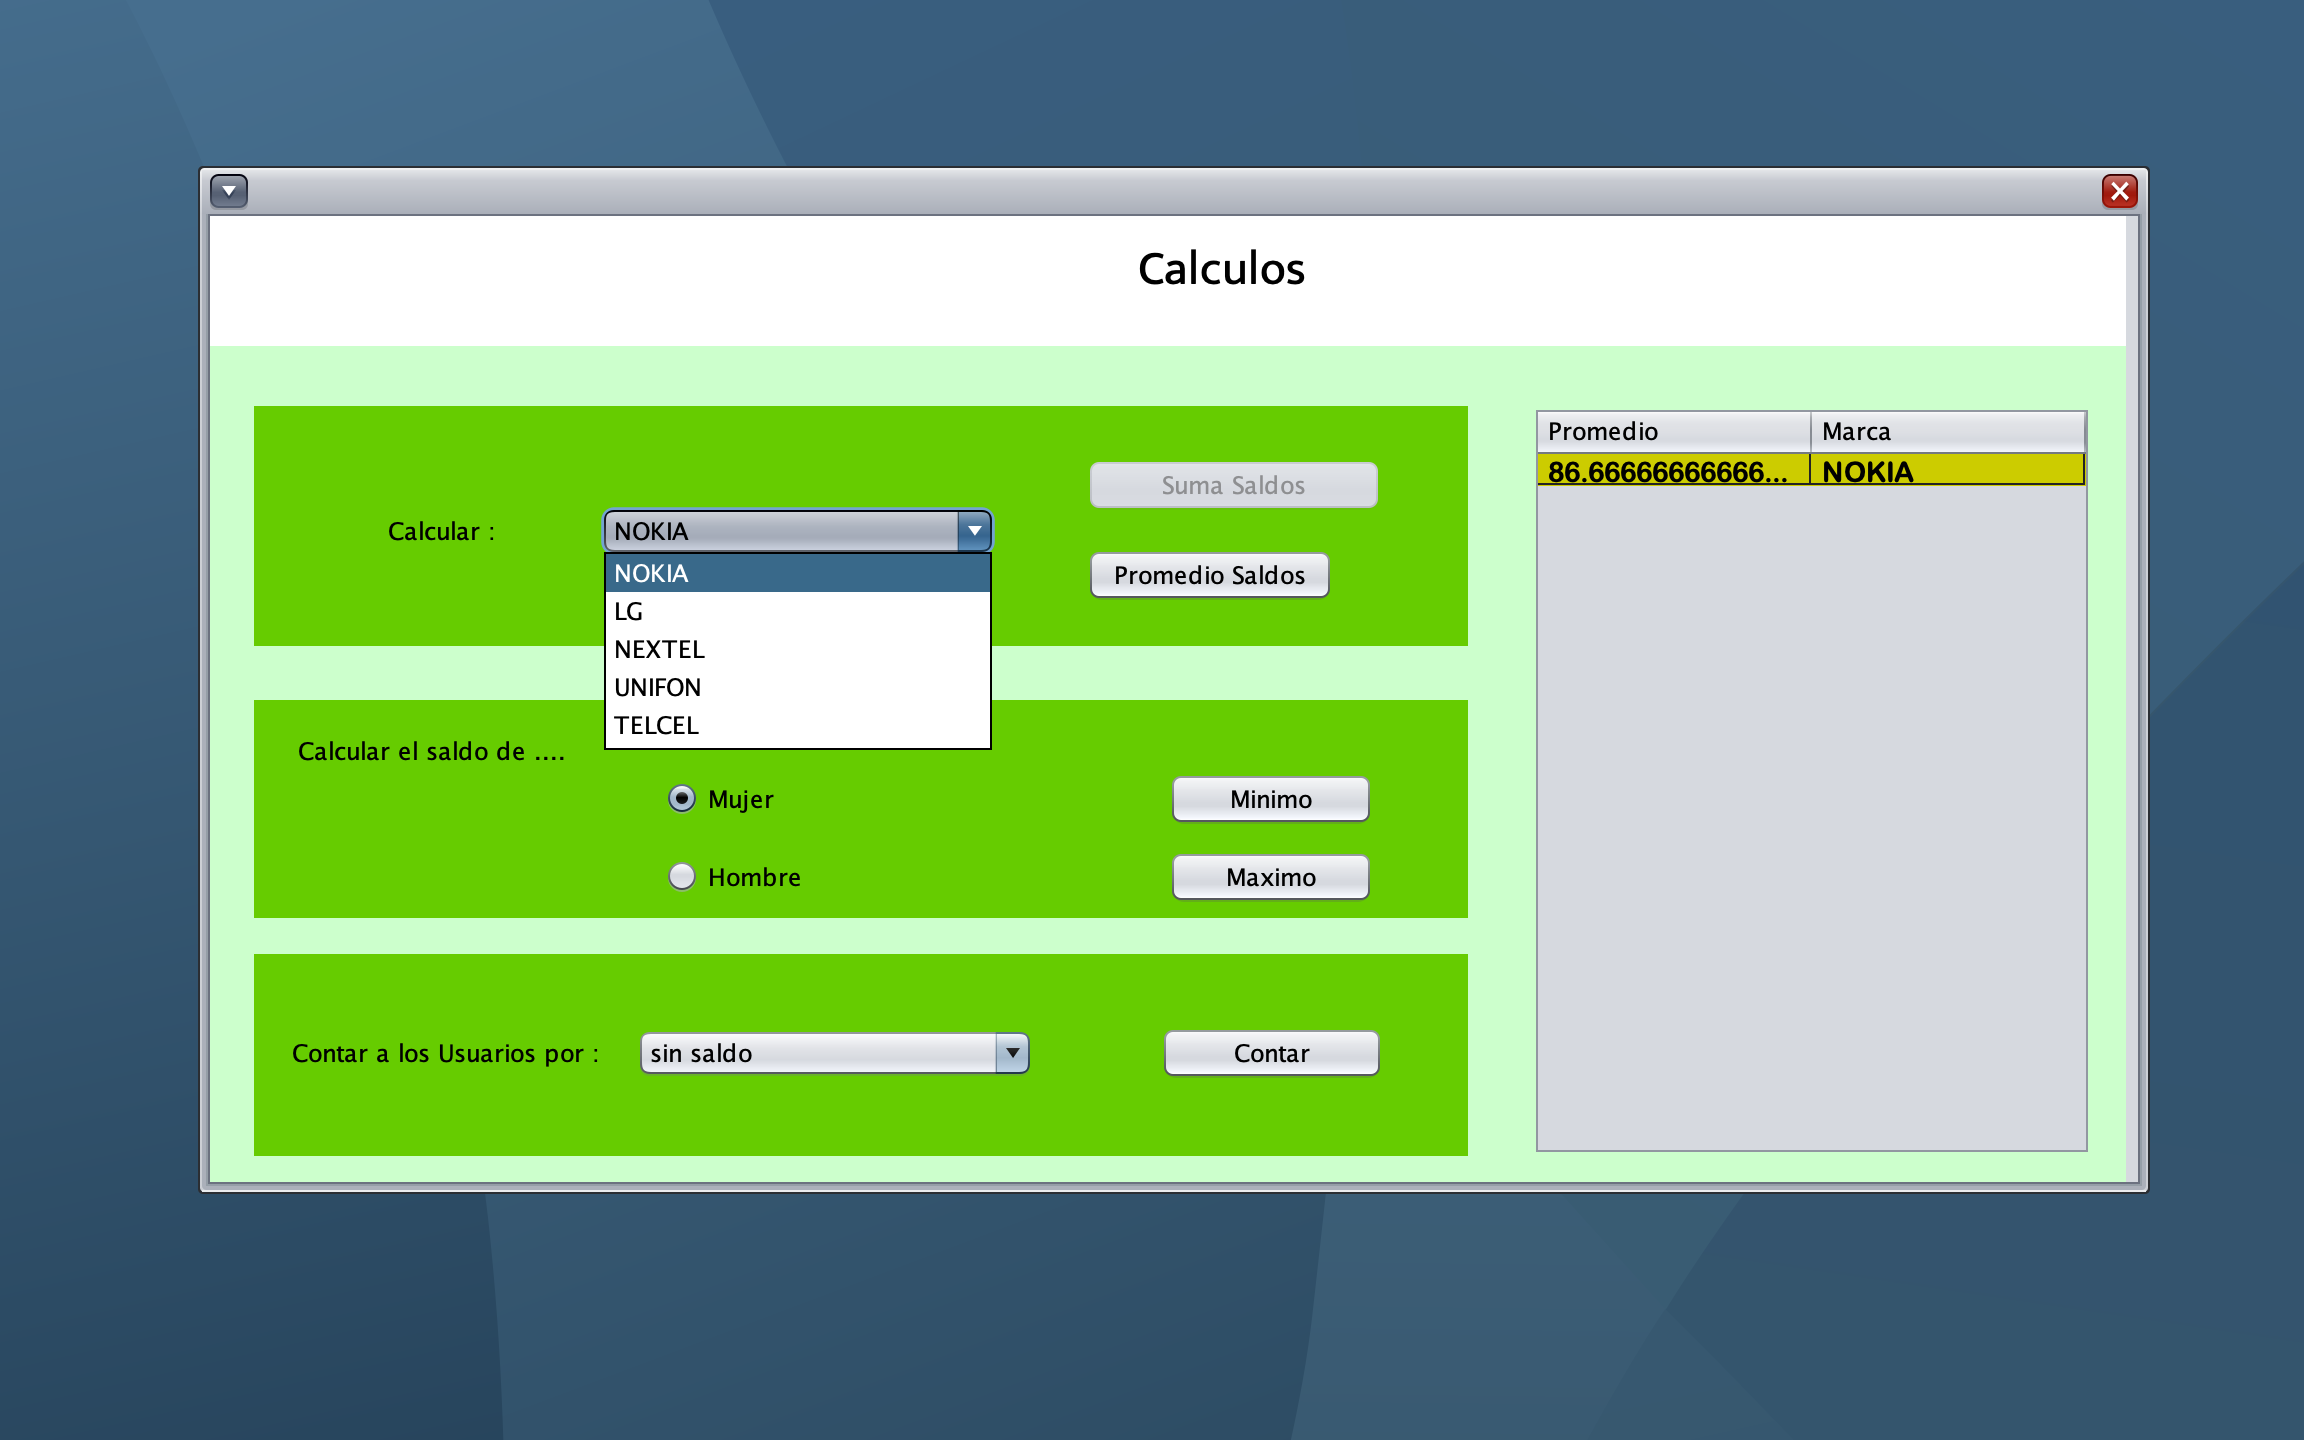 Calculos
Calcular :
NOKIA
NOKIA
LG
NEXTEL
UNIFON
TELCEL
Suma Saldos
Promedio Saldos
Calcular el saldo de ....
Mujer
Hombre
Minimo
Maximo
Contar a los Usuarios por :
sin saldo
Contar
Promedio Marca
86.66666666666... NOKIA